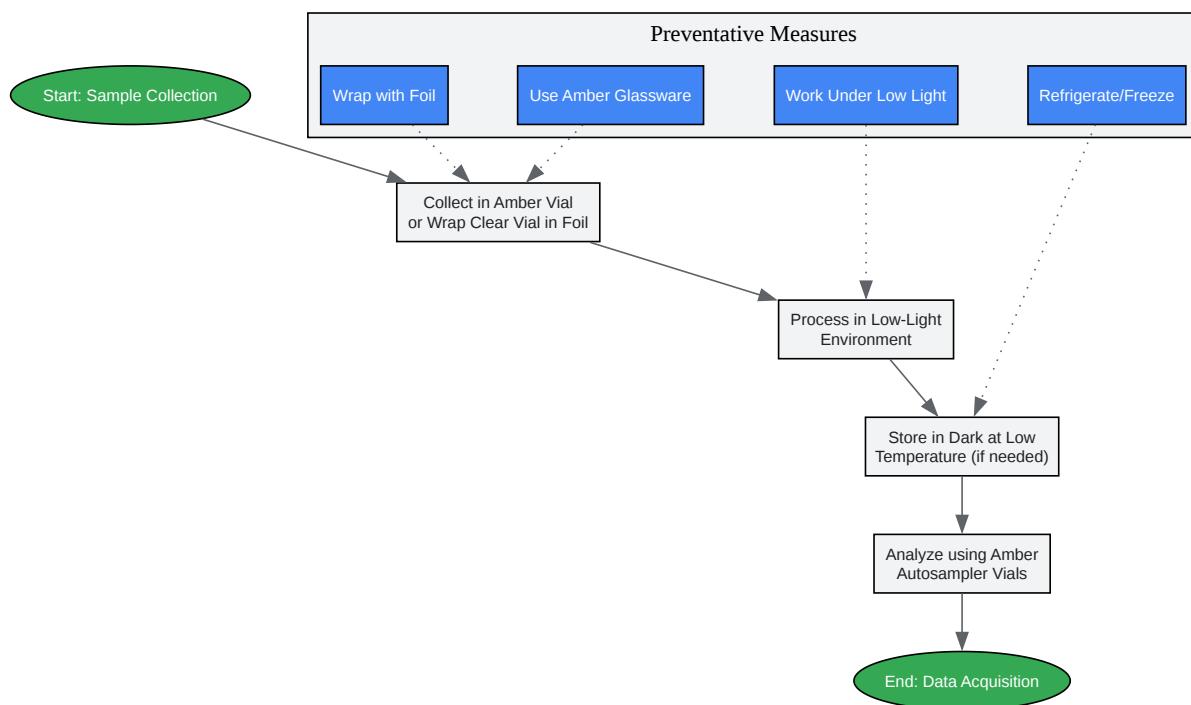 Preventative Measures
Start: Sample Collection
Wrap with Foil
Use Amber Glassware
Work Under Low Light
Refrigerate/Freeze
Collect in Amber Vial
or Wrap Clear Vial in Foil
Process in Low-Light
Environment
Store in Dark at Low
Temperature (if needed)
Analyze using Amber
Autosampler Vials
End: Data Acquisition